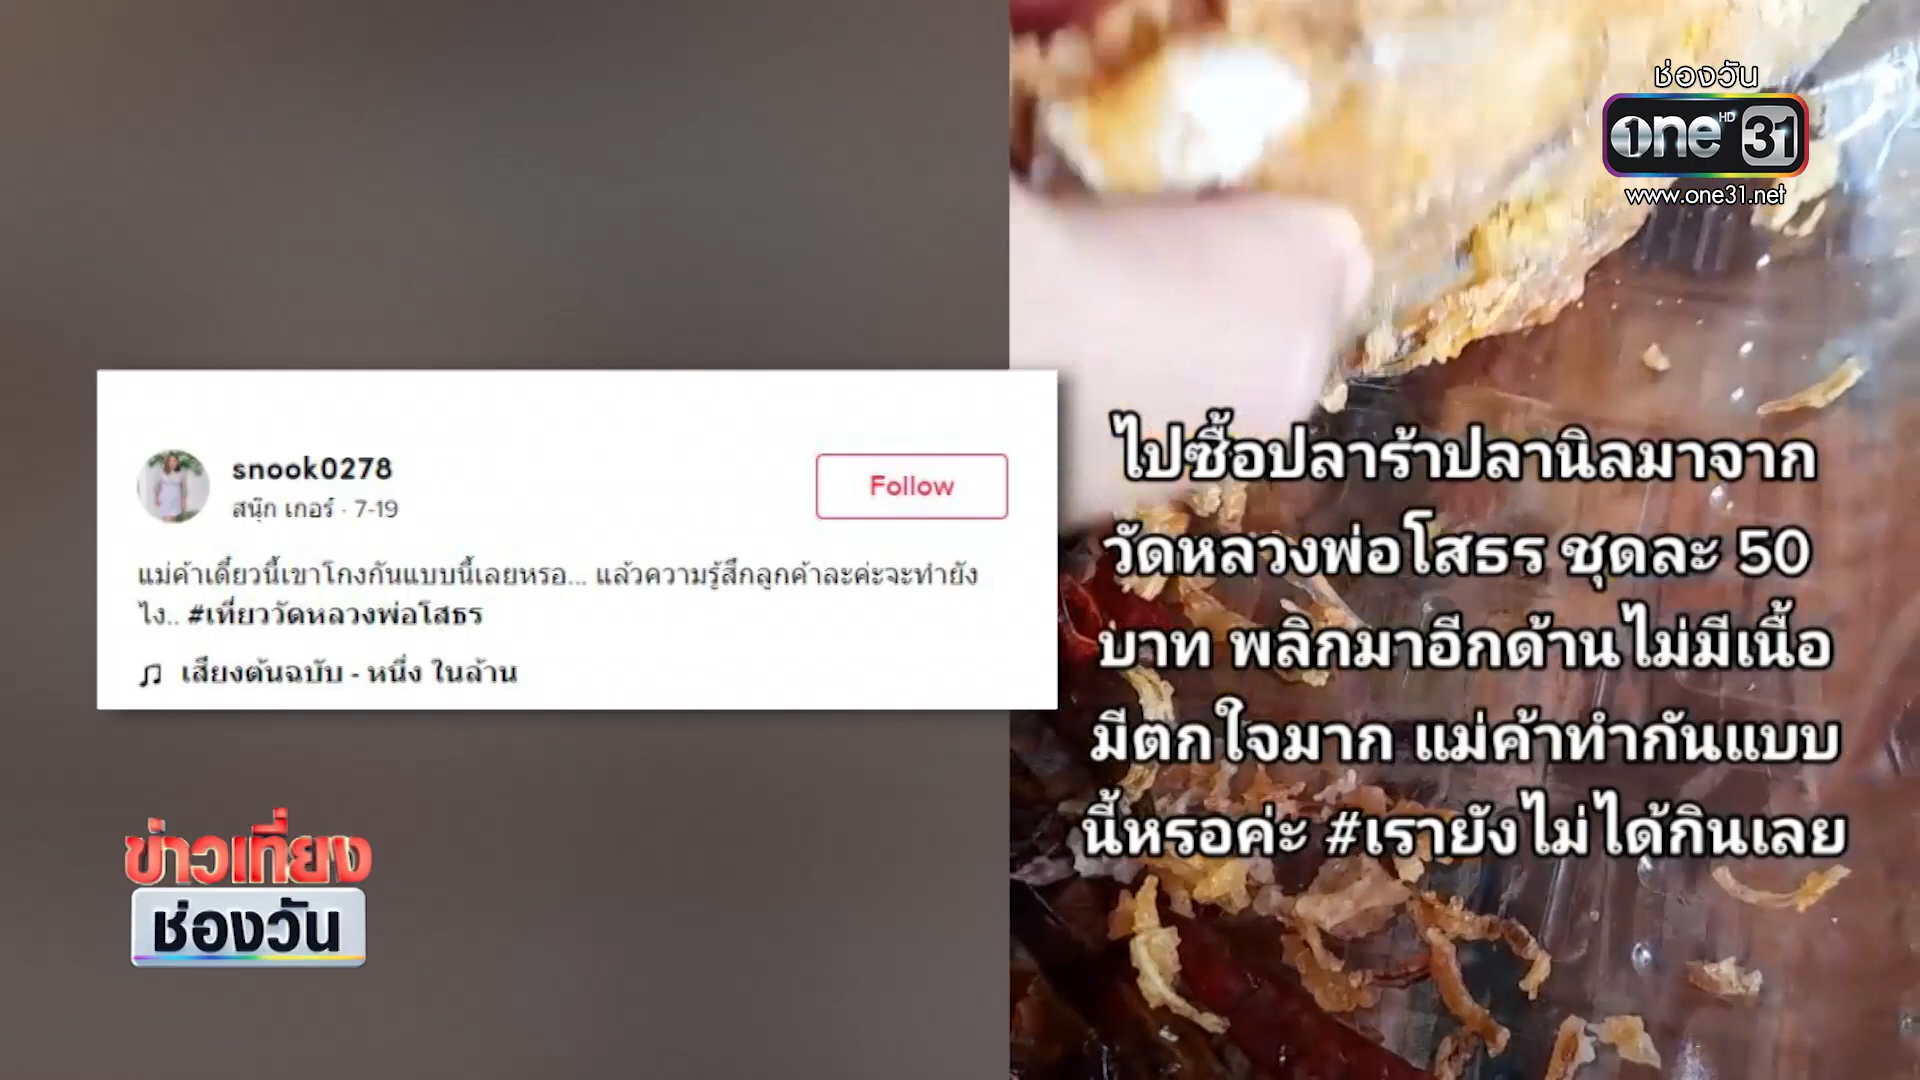 ช่องวัน
one HD 31
www.one31.net
snook0278
สนุ๊ก เกอร์ · 7-19
Follow
แม่ค้าเดี๋ยวนี้เขาโกงกันแบบนี้เลยหรอ... แล้วความรู้สึกลูกค้าละค่ะจะทำยัง
ไง.. #เที่ยววัดหลวงพ่อโสธร
เสียงต้นฉบับ - หนึ่ง ในล้าน
ไปซื้อปลาร้าปลานิลมาจาก
วัดหลวงพ่อโสธร ชุดละ 50
บาท พลิกมาอีกด้านไม่มีเนื้อ
มีตกใจมาก แม่ค้าทำกันแบบ
นี้หรอค่ะ #เรายังไม่ได้กินเลย
ข่าวเที่ยง
ช่องวัน